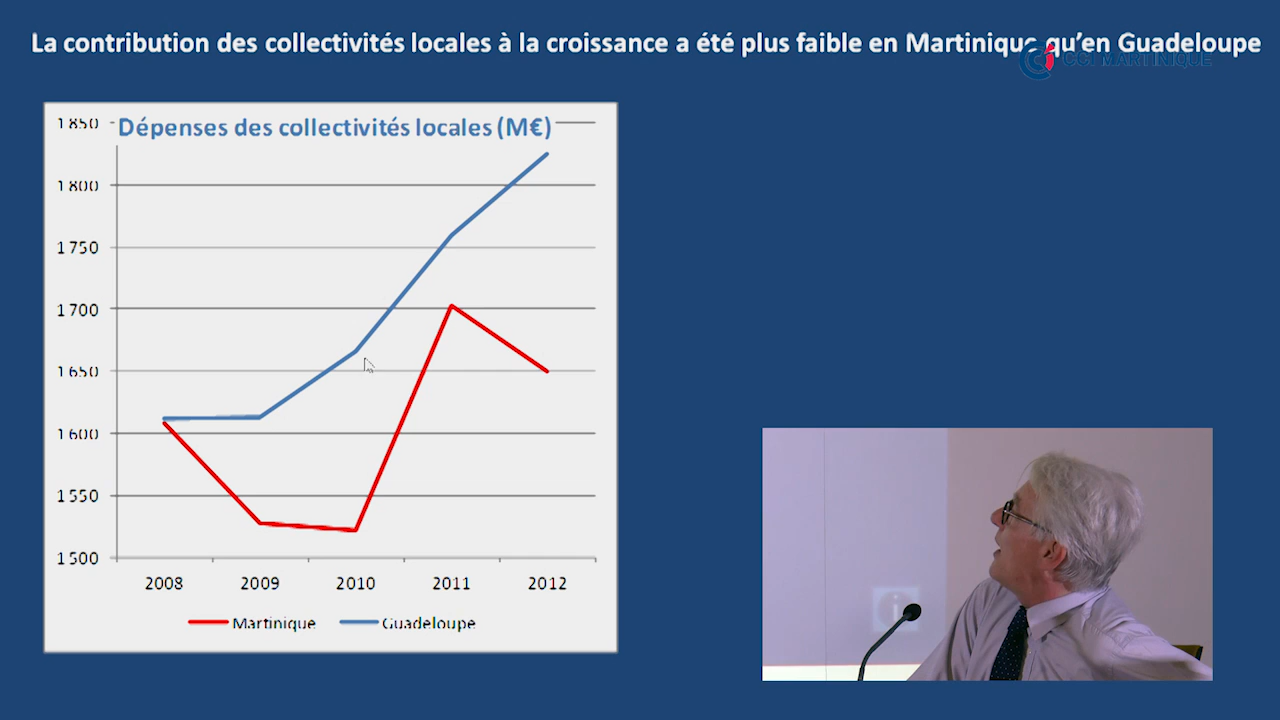 La contribution des collectivités locales à la croissance a été plus faible en Martinique qu'en Guadeloupe
CCI MARTINIQUE
Dépenses des collectivités locales (M€)
1 850
1 800
1 750
1 700
1 650
1 600
1 550
1 500
2008 2009 2010 2011 2012
Martinique Guadeloupe